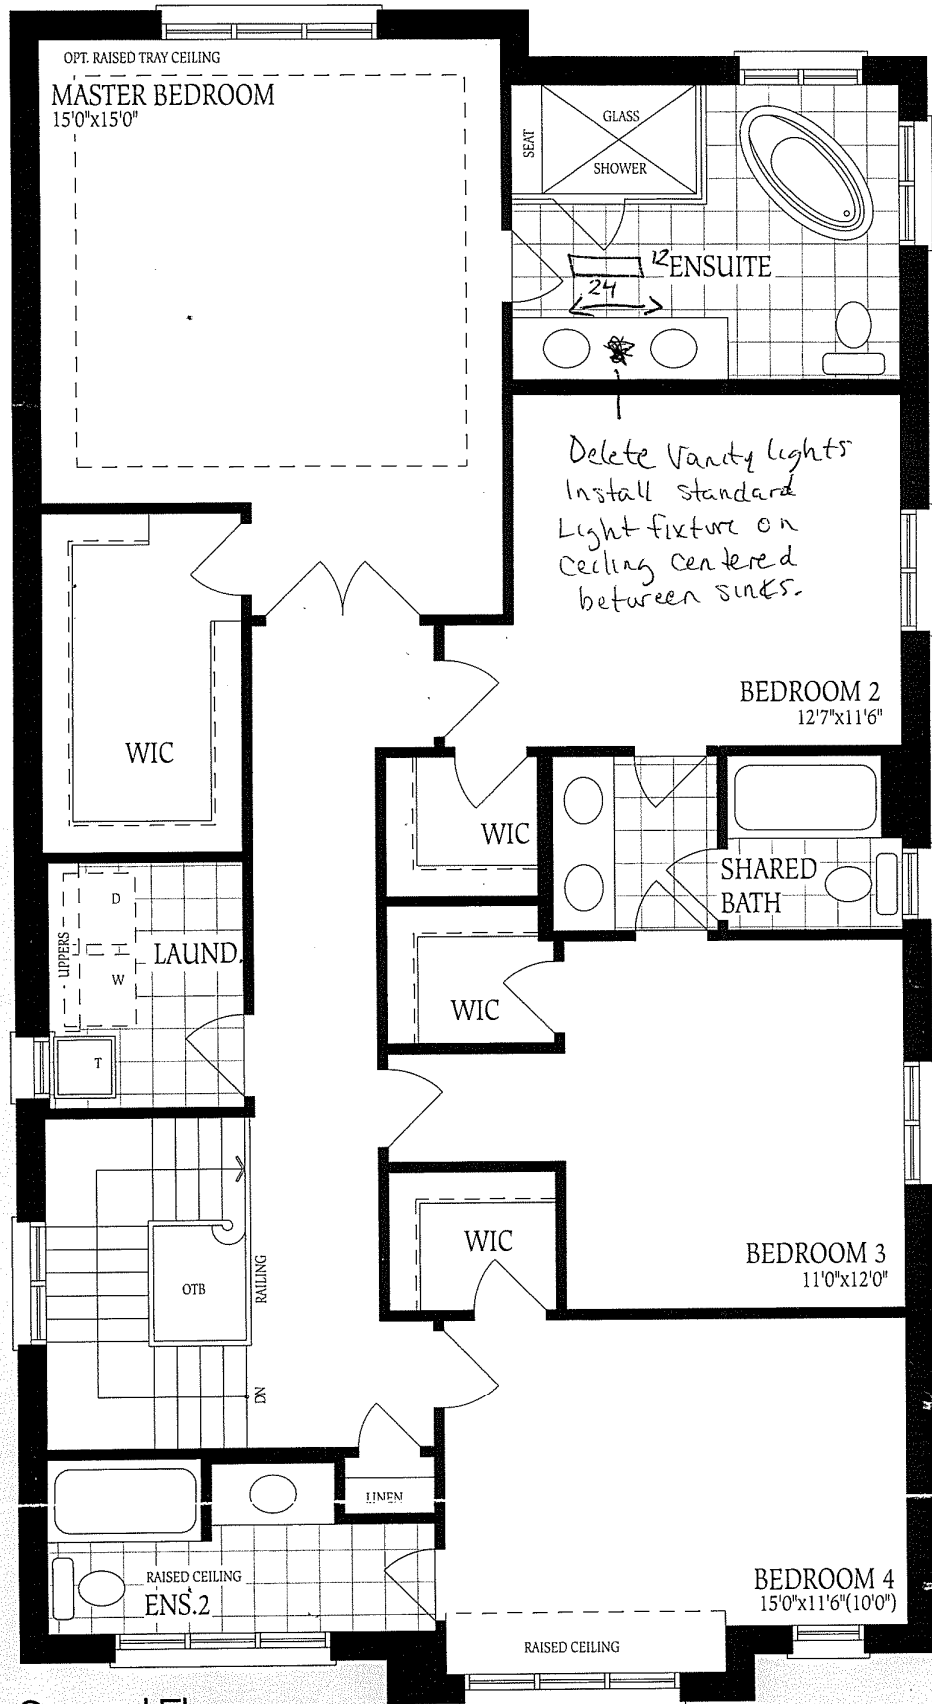 OPT. RAISED TRAY CEILING
MASTER BEDROOM
15'0"x15'0"
SEAT
GLASS
SHOWER
12
ENSUITE
24
Delete Vanity lights
Install standard
Light fixture on
Ceiling centered
between sinks.
BEDROOM 2
12'7"x11'6"
WIC
WIC
SHARED
BATH
D
UPPERS
LAUND.
W
WIC
T
WIC
BEDROOM 3
11'0"x12'0"
OTB
RAILING
DN
LINEN
RAISED CEILING
ENS.2
BEDROOM 4
15'0"x11'6"(10'0")
RAISED CEILING